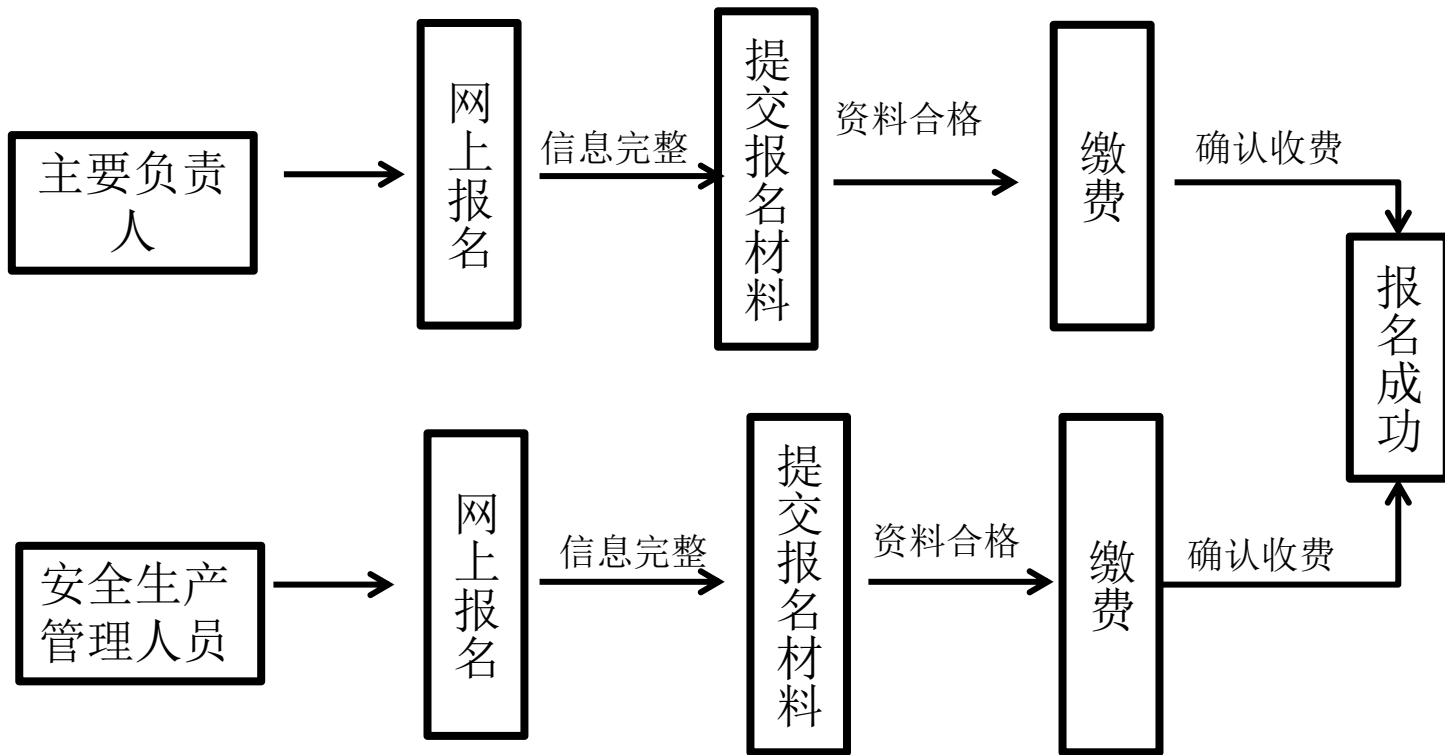 主要负责
人
网上报名
信息完整
提交报名材料
资料合格
缴费
确认收费
报名成功
安全生产
管理人员
网上报名
信息完整
提交报名材料
资料合格
缴费
确认收费